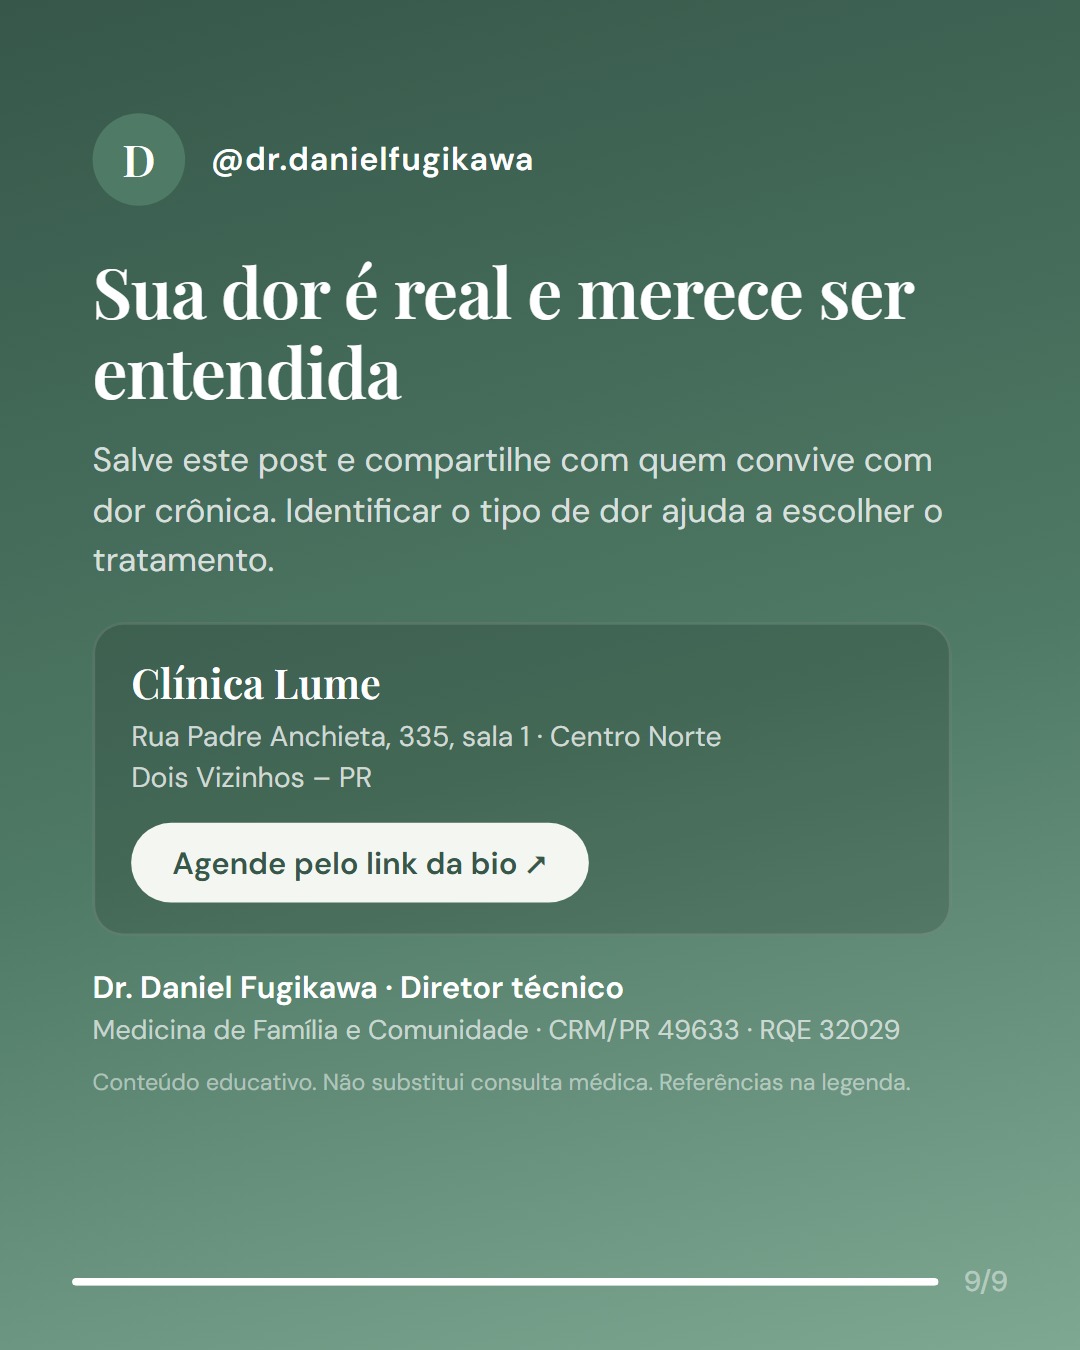 D
@dr.danielfugikawa
Sua dor é real e merece ser
entendida
Salve este post e compartilhe com quem convive com
dor crônica. Identificar o tipo de dor ajuda a escolher o
tratamento.
Clínica Lume
Rua Padre Anchieta, 335, sala 1 · Centro Norte
Dois Vizinhos – PR
Agende pelo link da bio ↗
Dr. Daniel Fugikawa · Diretor técnico
Medicina de Família e Comunidade · CRM/PR 49633 · RQE 32029
Conteúdo educativo. Não substitui consulta médica. Referências na legenda.
9/9